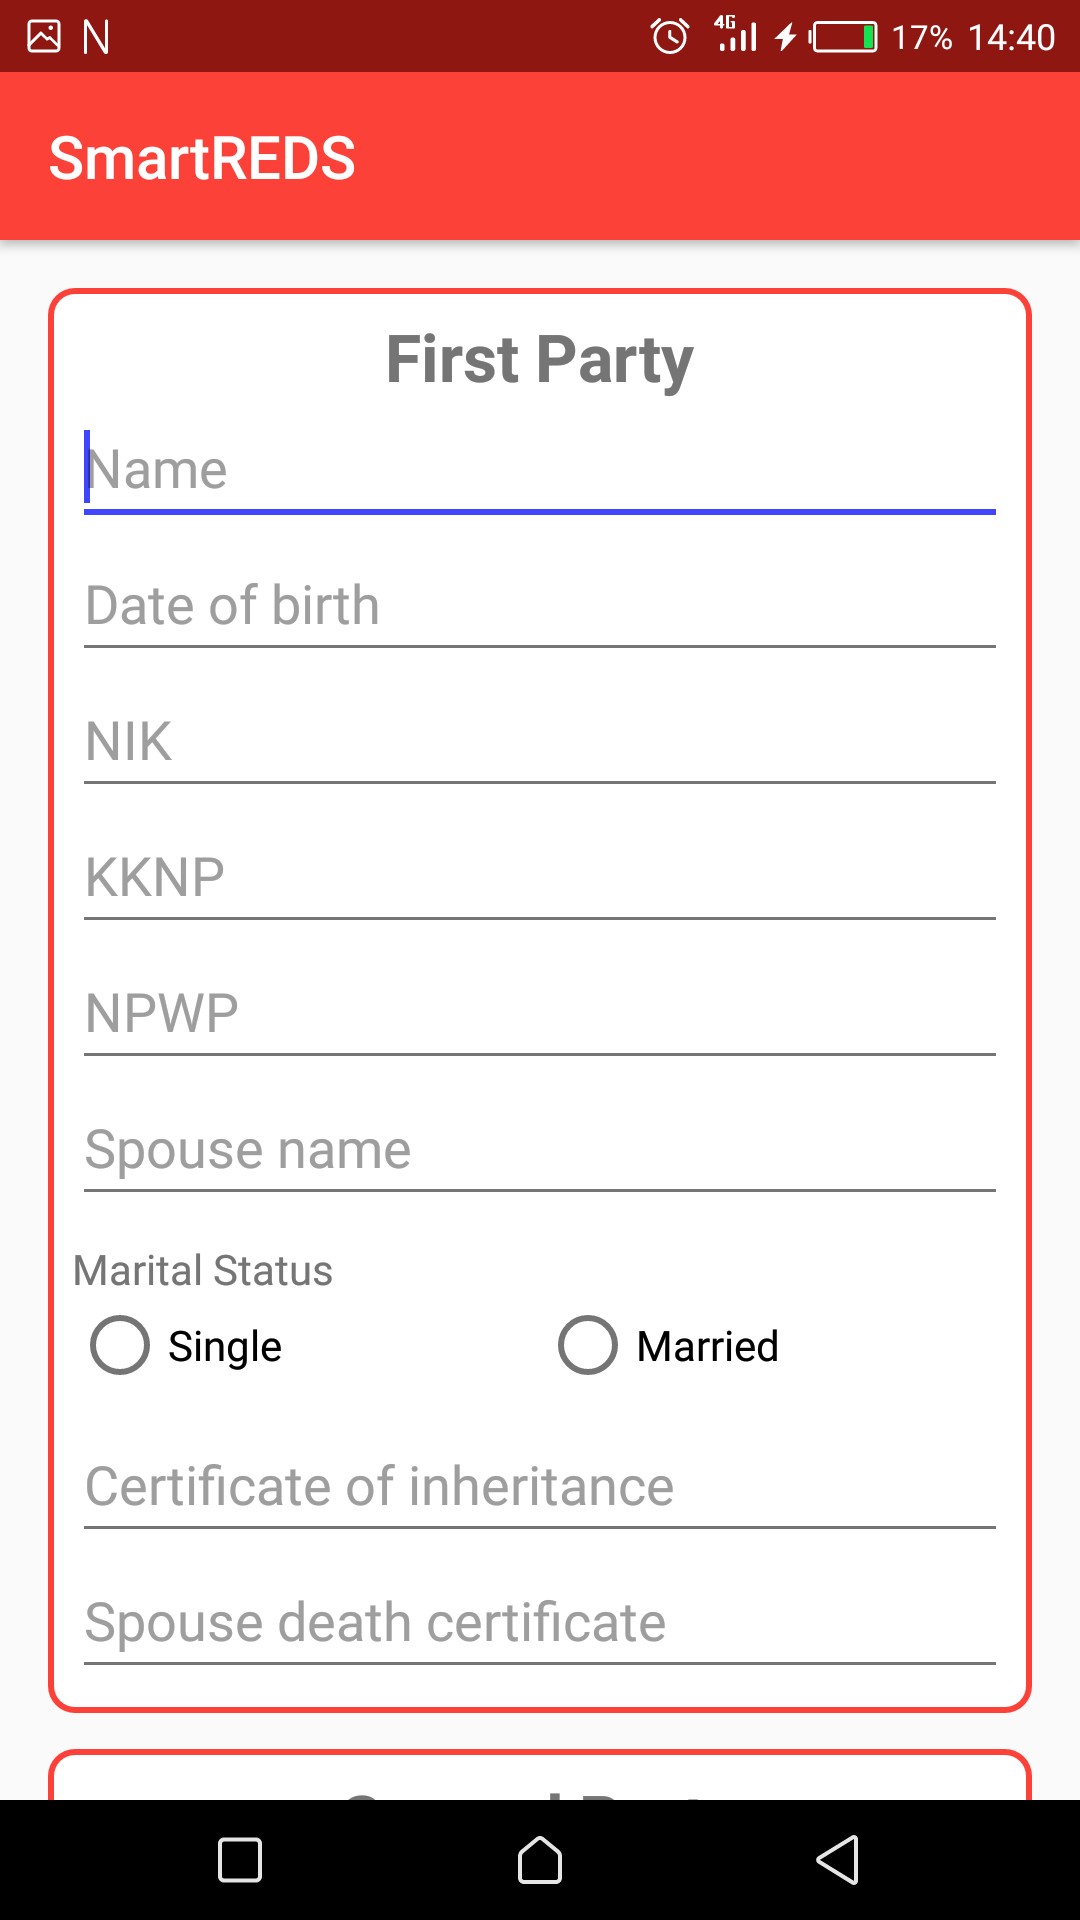 4G 17% 14:40
SmartREDS
First Party
Name
Date of birth
NIK
KKNP
NPWP
Spouse name
Marital Status
Single Married
Certificate of inheritance
Spouse death certificate